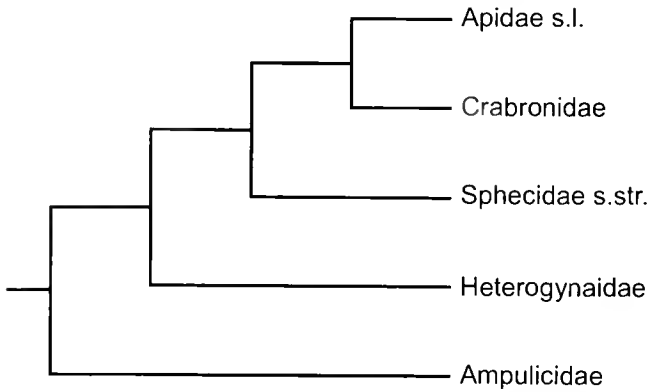 Apidae s.l.
Crabronidae
Sphecidae s.str.
Heterogynaidae
Ampulicidae